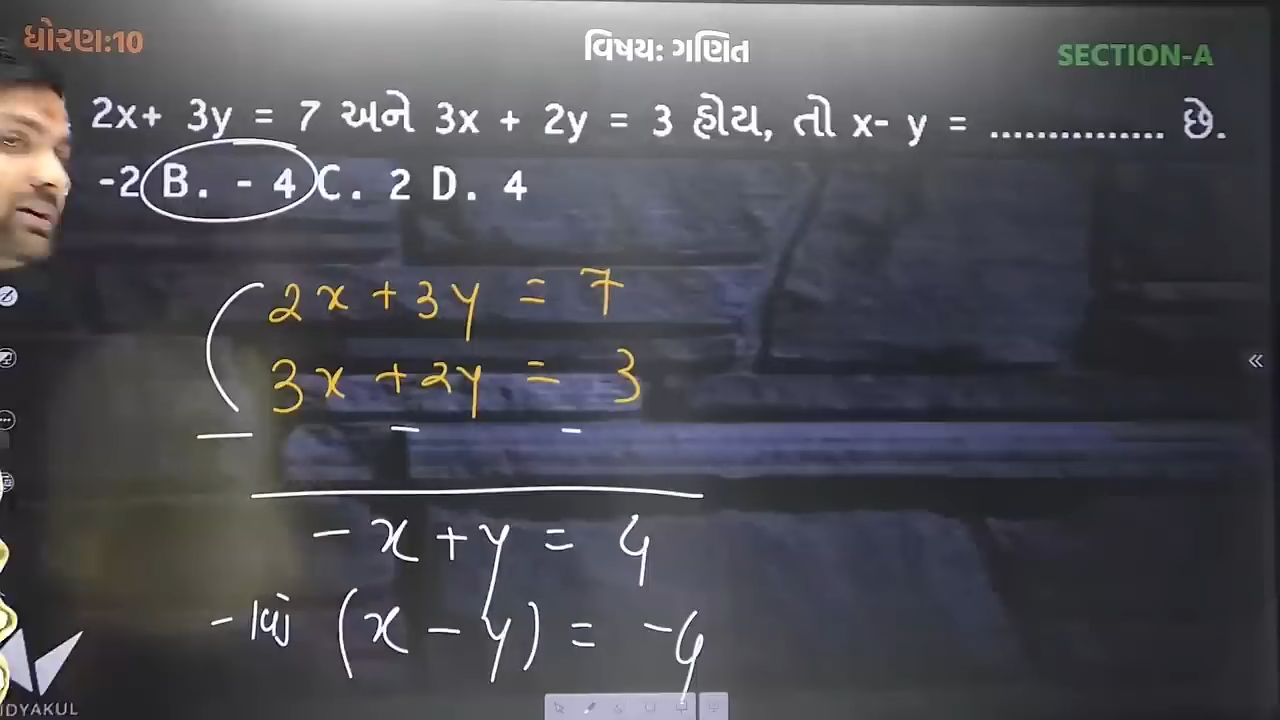 ધોરણ:10
વિષય: ગણિત
SECTION-A
2x+ 3y = 7 અને 3x + 2y = 3 હોય, તો x- y = ............... છે.
-2 B. - 4 C. 2 D. 4
2x + 3y = 7
3x + 2y = 3
- - -
-x + y = 4
(x - y) = -4
IDYAKUL